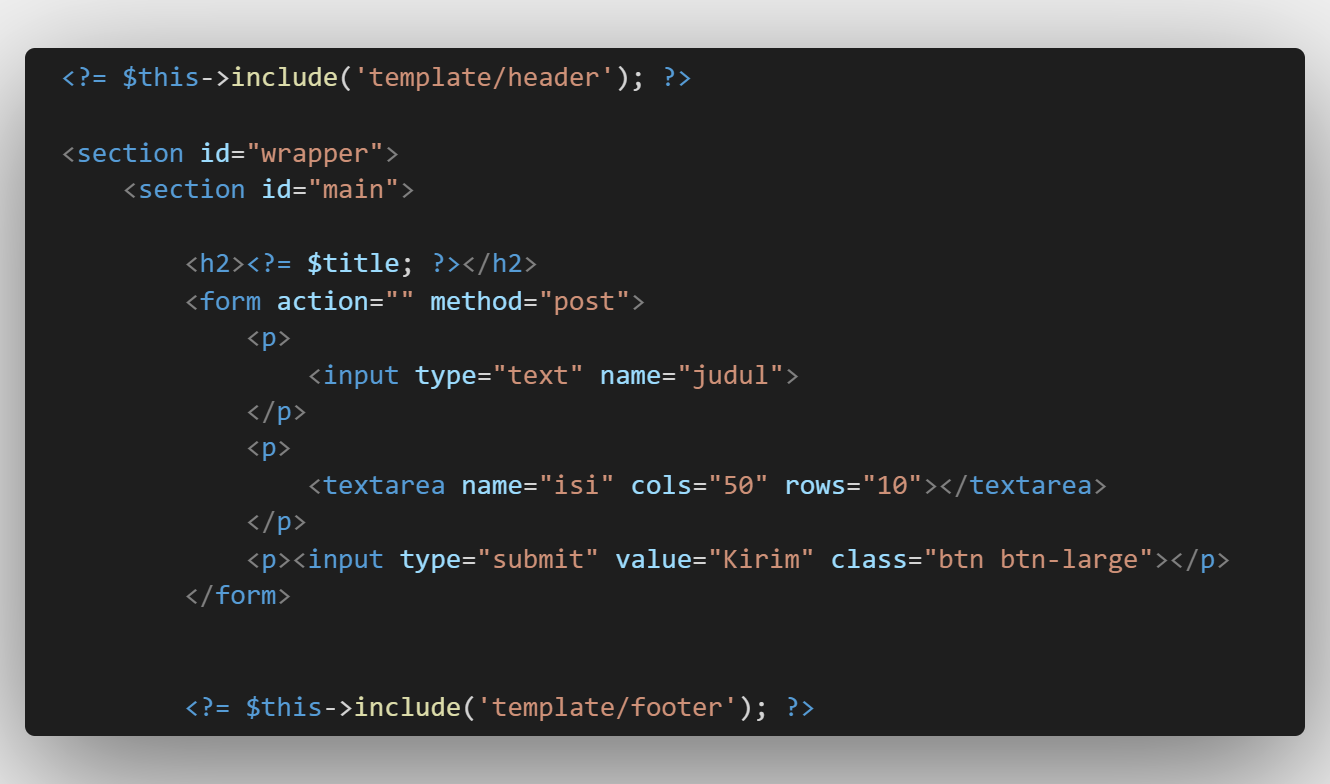 <?= $this->include('template/header'); ?>
<section id="wrapper">
<section id="main">
<h2><?= $title; ?></h2>
<form action="" method="post">
<p>
<input type="text" name="judul">
</p>
<p>
<textarea name="isi" cols="50" rows="10"></textarea>
</p>
<p><input type="submit" value="Kirim" class="btn btn-large"></p>
</form>
<?= $this->include('template/footer'); ?>